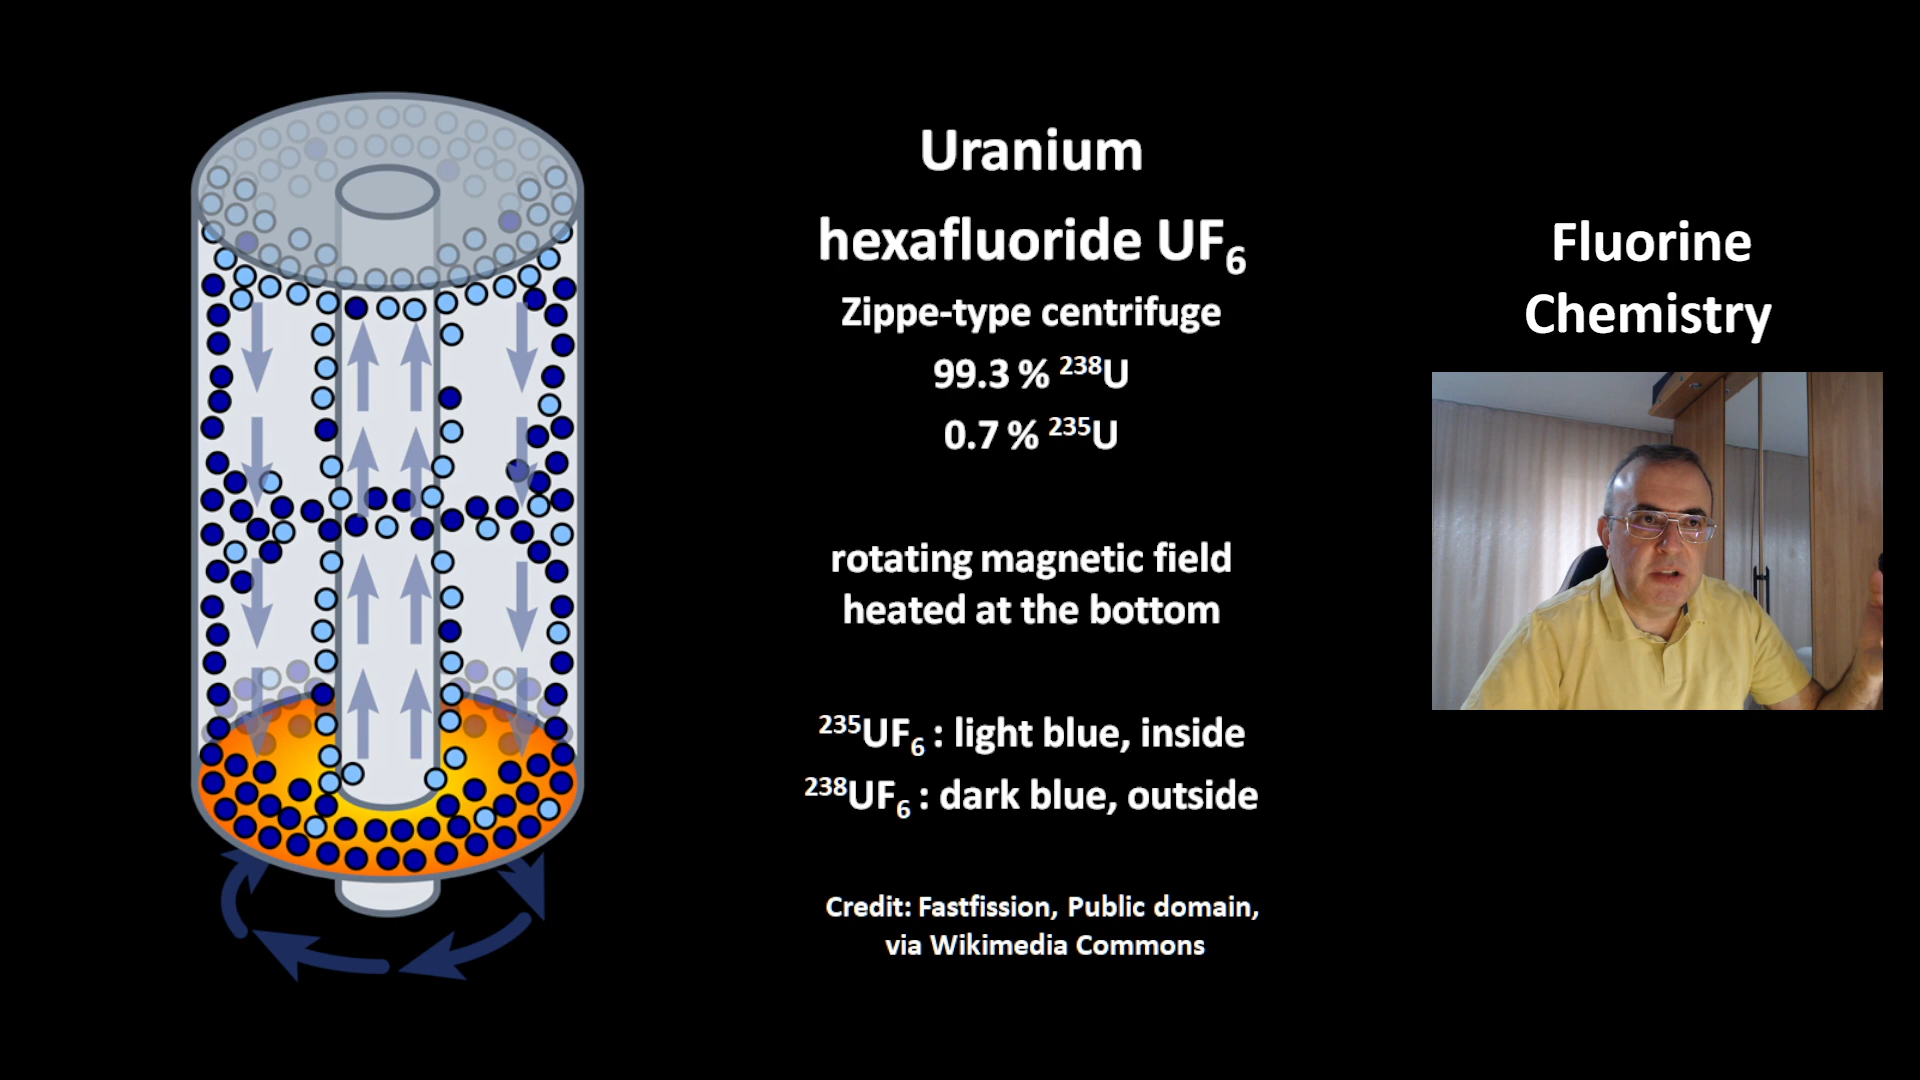 Uranium
hexafluoride UF₆
Zippe-type centrifuge
99.3 % ²³⁸U
0.7 % ²³⁵U
rotating magnetic field
heated at the bottom
²³⁵UF₆ : light blue, inside
²³⁸UF₆ : dark blue, outside
Credit: Fastfission, Public domain,
via Wikimedia Commons
Fluorine
Chemistry